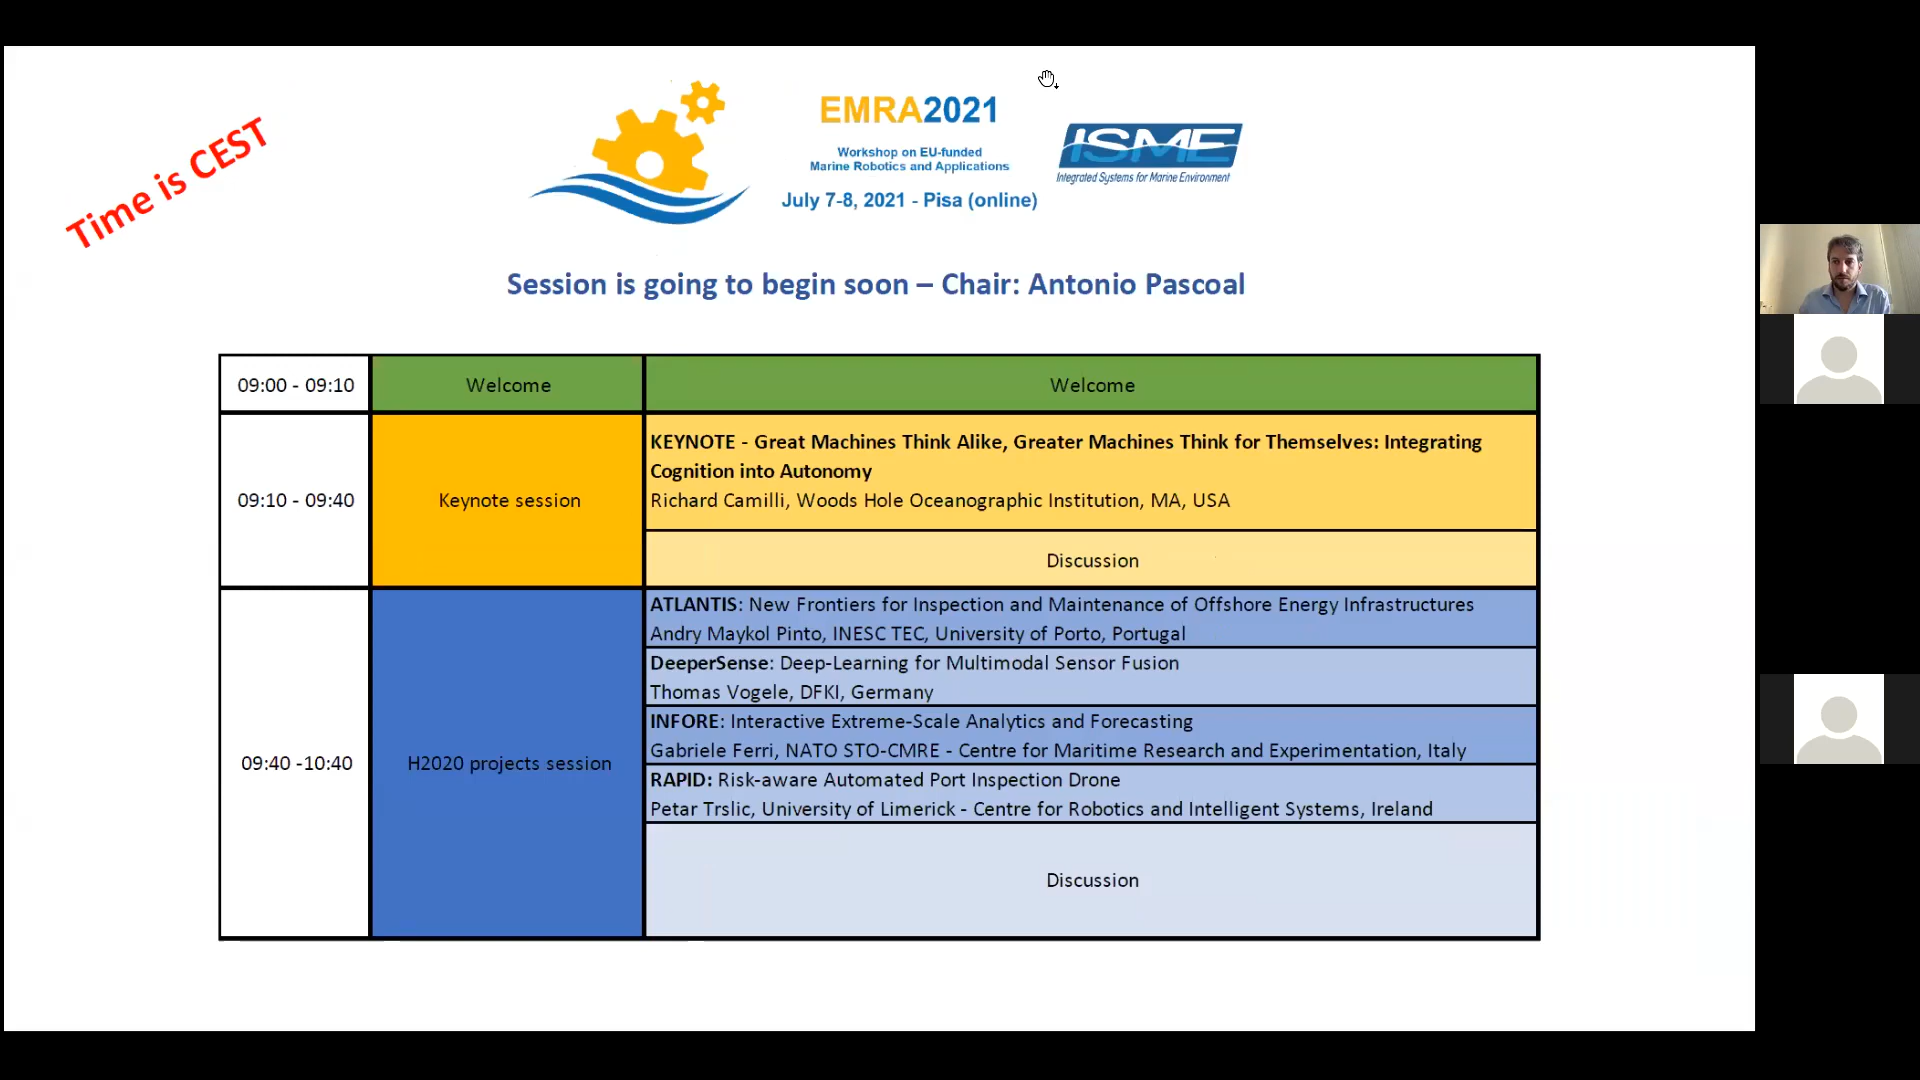 Time is CEST
EMRA2021
Workshop on EU-funded
Marine Robotics and Applications
July 7-8, 2021 - Pisa (online)
ISME
Integrated Systems for Marine Environment
Session is going to begin soon – Chair: Antonio Pascoal
09:00 - 09:10
Welcome
Welcome
09:10 - 09:40
Keynote session
KEYNOTE - Great Machines Think Alike, Greater Machines Think for Themselves: Integrating
Cognition into Autonomy
Richard Camilli, Woods Hole Oceanographic Institution, MA, USA
Discussion
09:40 -10:40
H2020 projects session
ATLANTIS: New Frontiers for Inspection and Maintenance of Offshore Energy Infrastructures
Andry Maykol Pinto, INESC TEC, University of Porto, Portugal
DeeperSense: Deep-Learning for Multimodal Sensor Fusion
Thomas Vogele, DFKI, Germany
INFORE: Interactive Extreme-Scale Analytics and Forecasting
Gabriele Ferri, NATO STO-CMRE - Centre for Maritime Research and Experimentation, Italy
RAPID: Risk-aware Automated Port Inspection Drone
Petar Trslic, University of Limerick - Centre for Robotics and Intelligent Systems, Ireland
Discussion